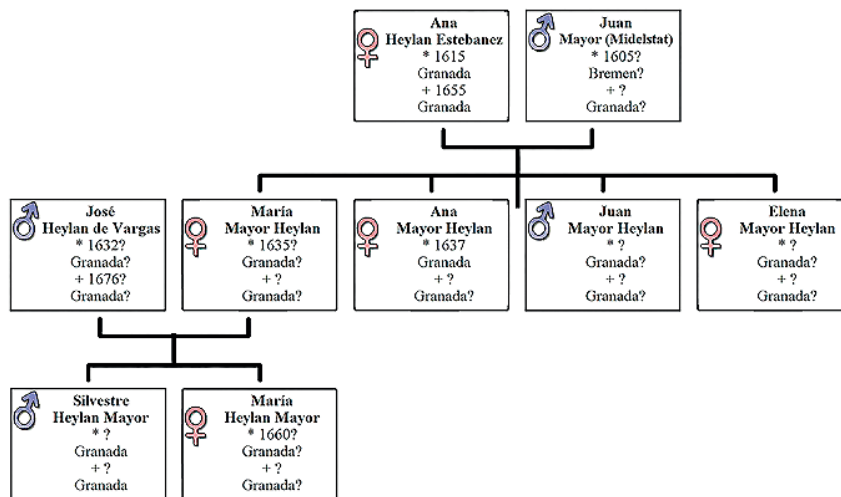 Ana
Heylan Estebanez
* 1615
Granada
+ 1655
Granada
Juan
Mayor (Midelstat)
* 1605?
Bremen?
+ ?
Granada?
José
Heylan de Vargas
* 1632?
Granada?
+ 1676?
Granada?
María
Mayor Heylan
* 1635?
Granada?
+ ?
Granada?
Ana
Mayor Heylan
* 1637
Granada
+ ?
Granada?
Juan
Mayor Heylan
* ?
Granada?
+ ?
Granada?
Elena
Mayor Heylan
* ?
Granada?
+ ?
Granada?
Silvestre
Heylan Mayor
* ?
Granada
+ ?
Granada
María
Heylan Mayor
* 1660?
Granada?
+ ?
Granada?